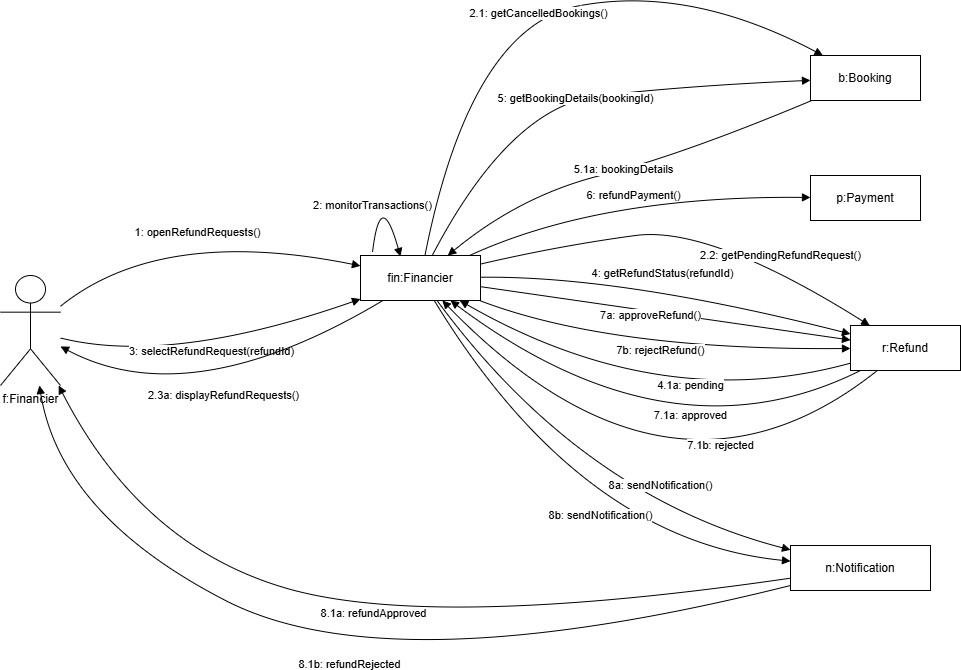 2.1: getCancelledBookings()
b:Booking
5: getBookingDetails(bookingId)
5.1a: bookingDetails
6: refundPayment()
p:Payment
2: monitorTransactions()
1: openRefundRequests()
2.2: getPendingRefundRequest()
fin:Financier
4: getRefundStatus(refundId)
7a: approveRefund()
r:Refund
3: selectRefundRequest(refundId)
7b: rejectRefund()
4.1a: pending
2.3a: displayRefundRequests()
f:Financier
7.1a: approved
7.1b: rejected
8a: sendNotification()
8b: sendNotification()
n:Notification
8.1a: refundApproved
8.1b: refundRejected